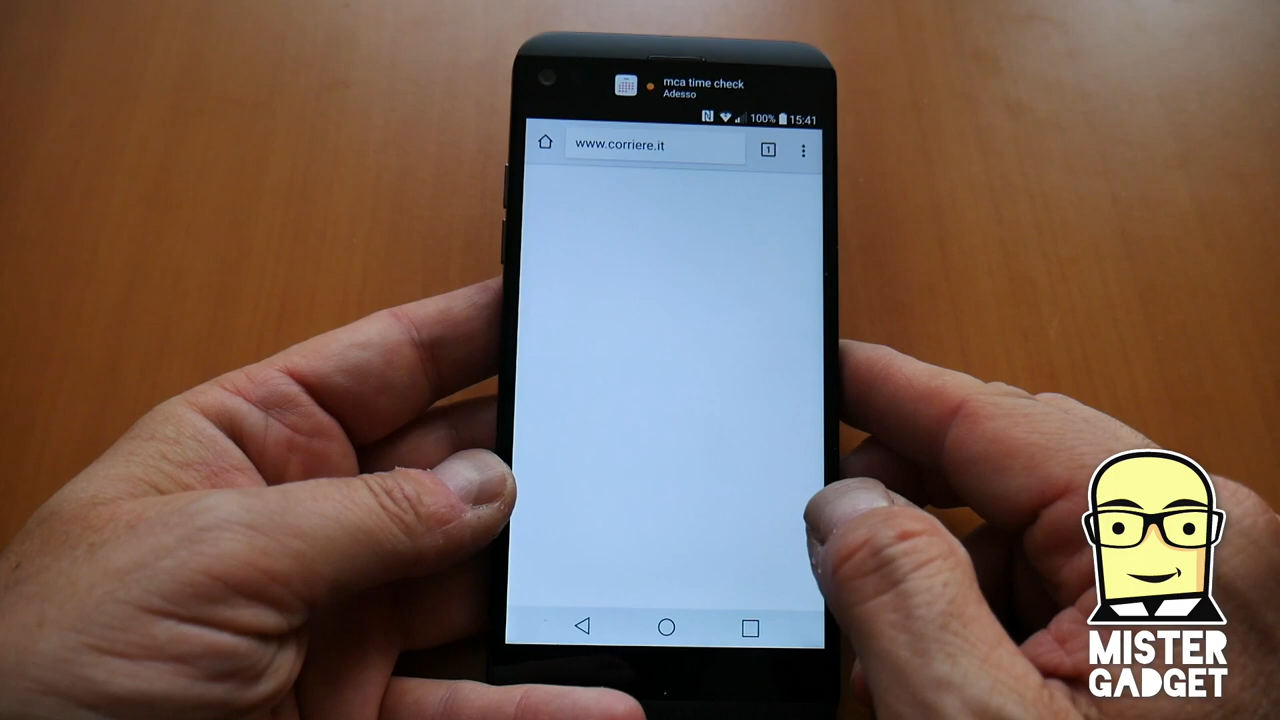 mca time check
Adesso
100% 15:41
www.corriere.it
1
MISTER
GADGET